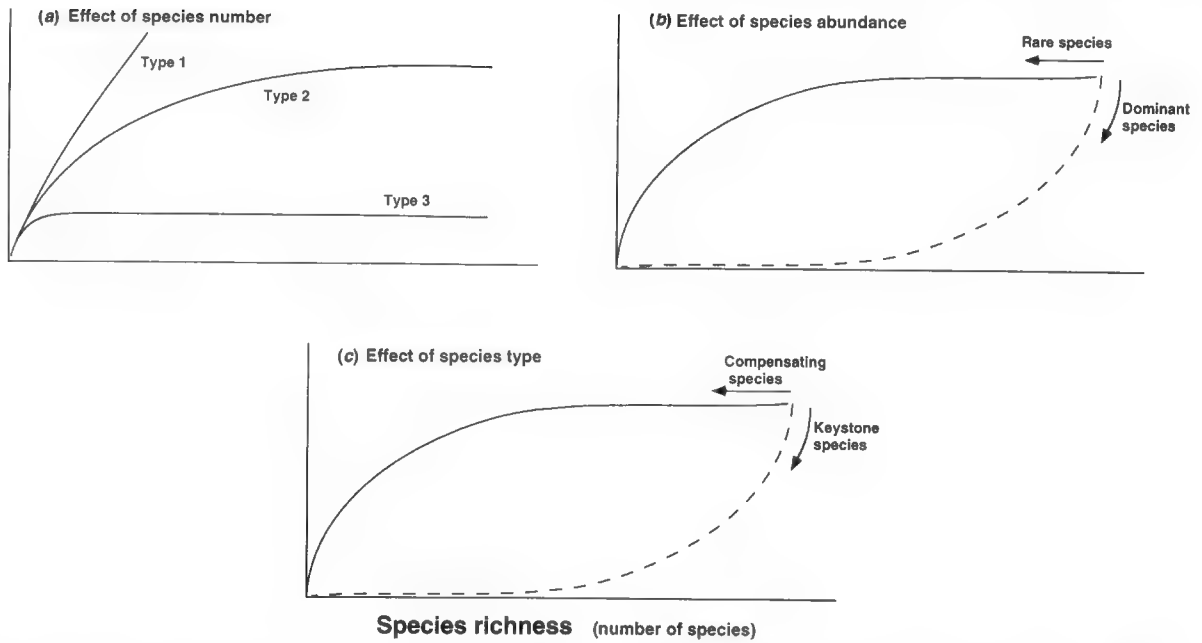 (a) Effect of species number
Type 1
Type 2
Type 3
(b) Effect of species abundance
Rare species
Dominant
species
(c) Effect of species type
Compensating
species
Keystone
species
Species richness (number of species)